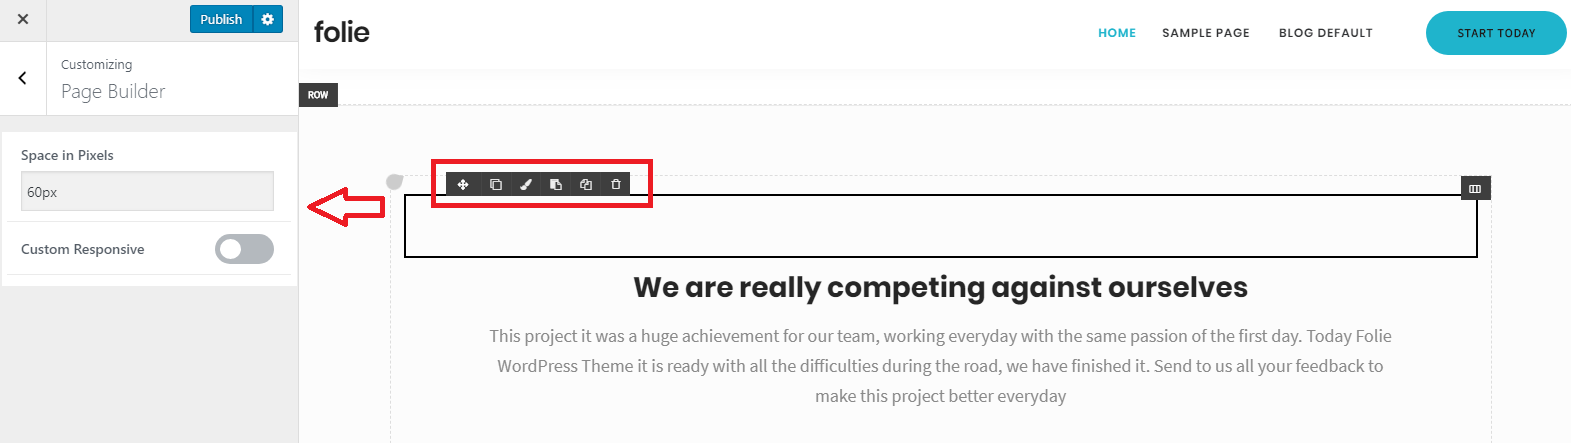 Publish
Customizing
Page Builder
Space in Pixels
60px
Custom Responsive
folie
HOME SAMPLE PAGE BLOG DEFAULT START TODAY
ROW
We are really competing against ourselves
This project it was a huge achievement for our team, working everyday with the same passion of the first day. Today Folie
WordPress Theme it is ready with all the difficulties during the road, we have finished it. Send to us all your feedback to
make this project better everyday